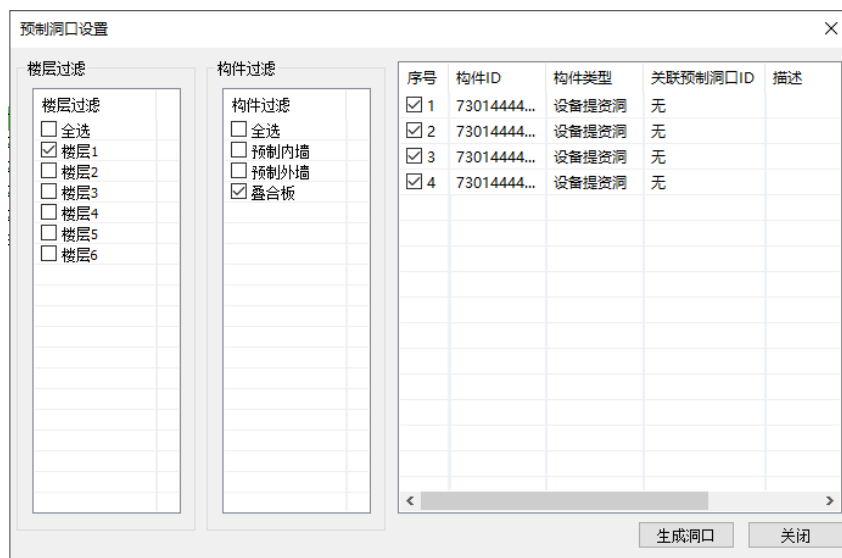 预制洞口设置
楼层过滤
楼层过滤
全选
楼层1
楼层2
楼层3
楼层4
楼层5
楼层6
构件过滤
构件过滤
全选
预制内墙
预制外墙
叠合板
序号 构件ID 构件类型 关联预制洞口ID 描述
1 73014444... 设备提资洞 无
2 73014444... 设备提资洞 无
3 73014444... 设备提资洞 无
4 73014444... 设备提资洞 无
生成洞口 关闭